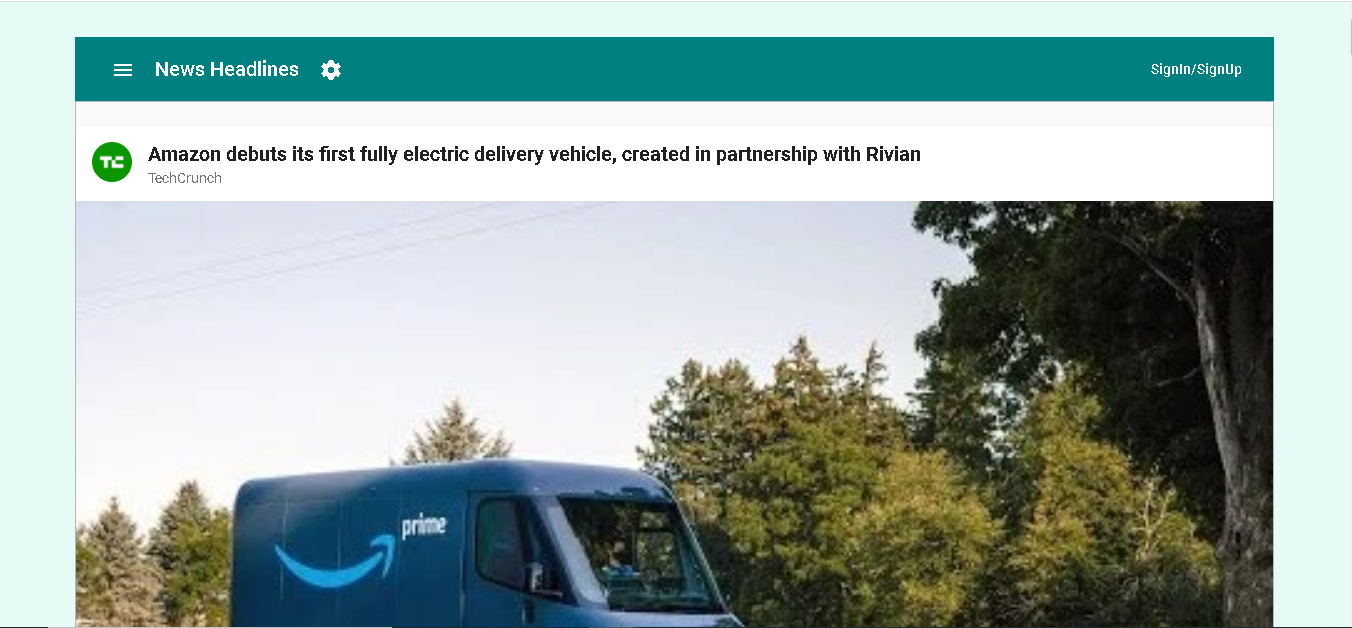 News Headlines
SignIn/SignUp
TC
Amazon debuts its first fully electric delivery vehicle, created in partnership with Rivian
TechCrunch
prime